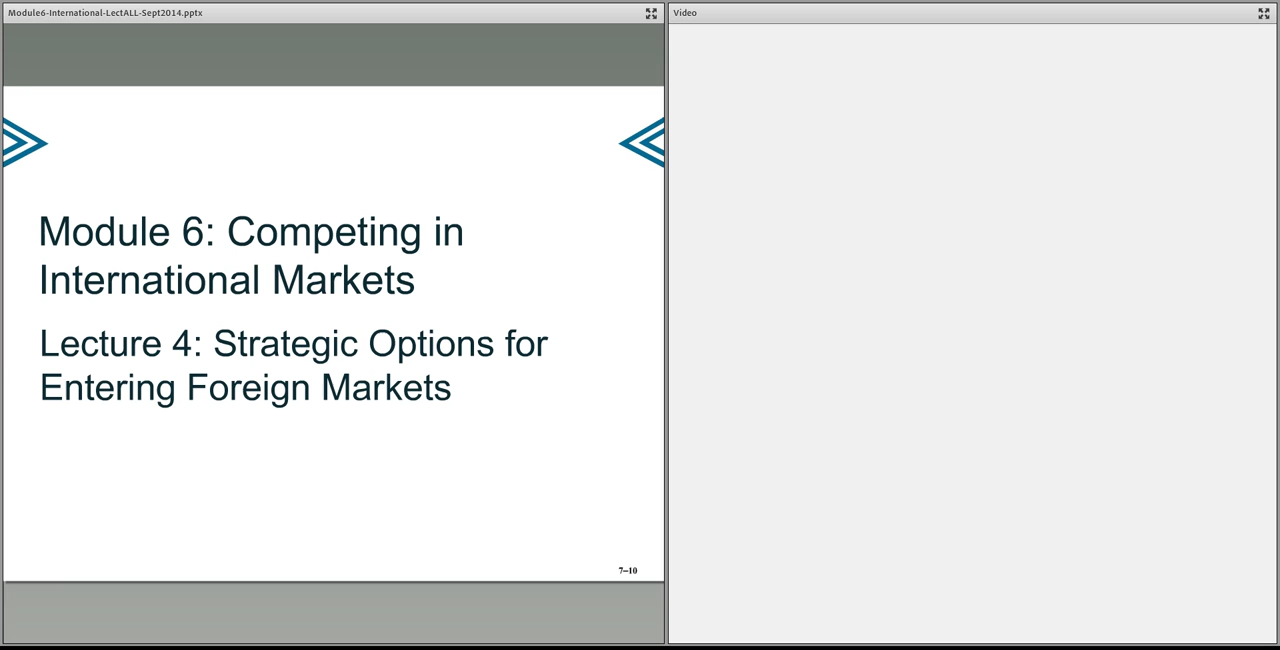 Module6-International-LectALL-Sept2014.pptx
Video
Module 6: Competing in
International Markets
Lecture 4: Strategic Options for
Entering Foreign Markets
7–10